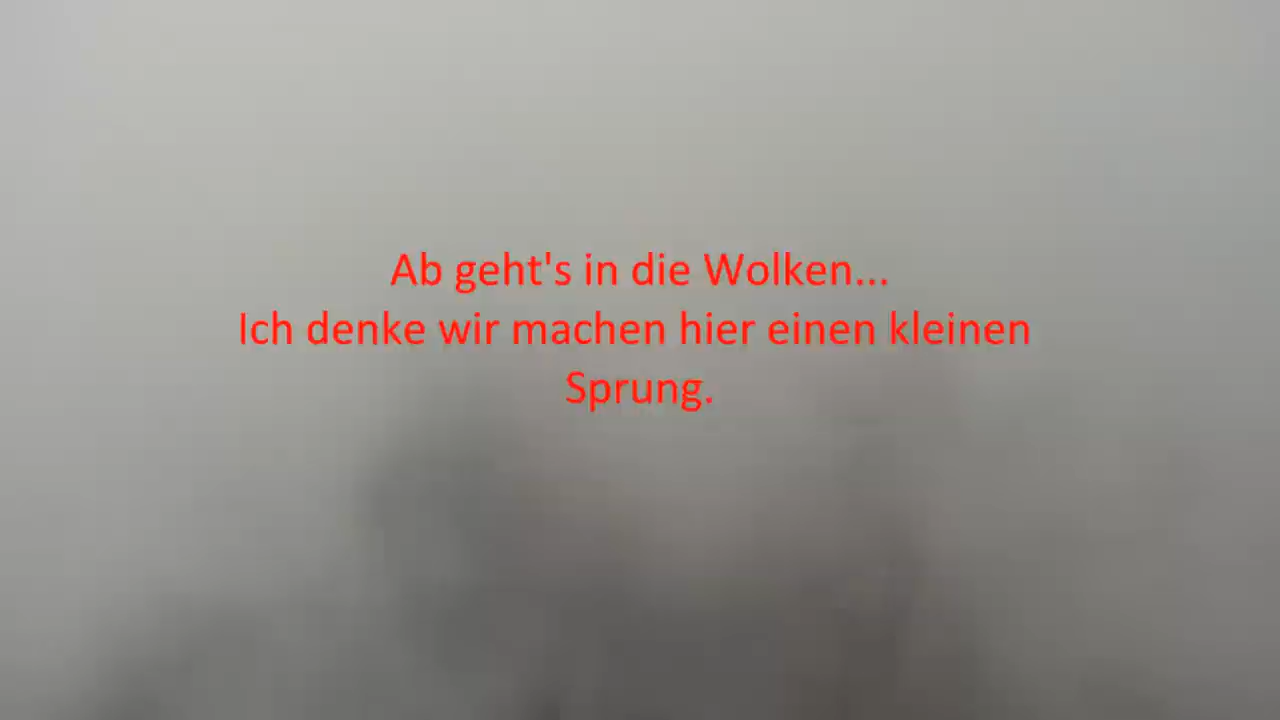 Ab geht's in die Wolken...
Ich denke wir machen hier einen kleinen
Sprung.